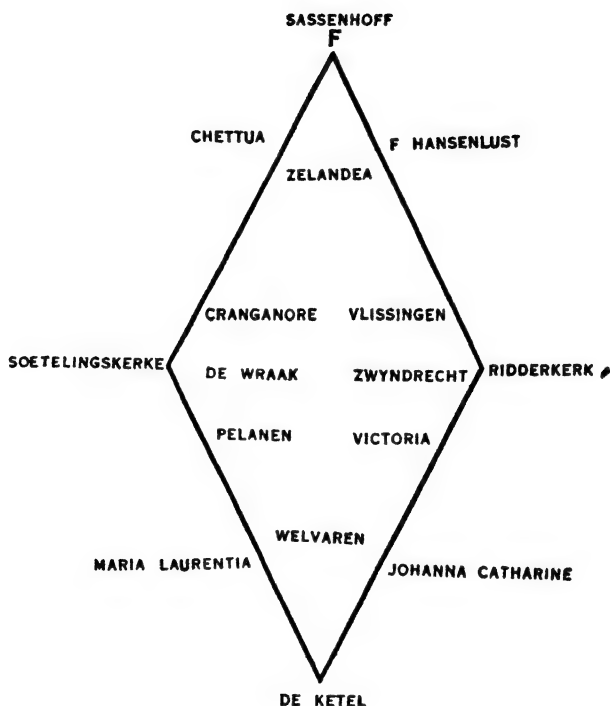 SASSENHOFF
F
CHETTUA
F HANSENLUST
ZELANDEA
CRANGANORE VLISSINGEN
SOETELINGSKERKE DE WRAAK ZWYNDRECHT RIDDERKERK
PELANEN VICTORIA
WELVAREN
MARIA LAURENTIA JOHANNA CATHARINE
DE KETEL